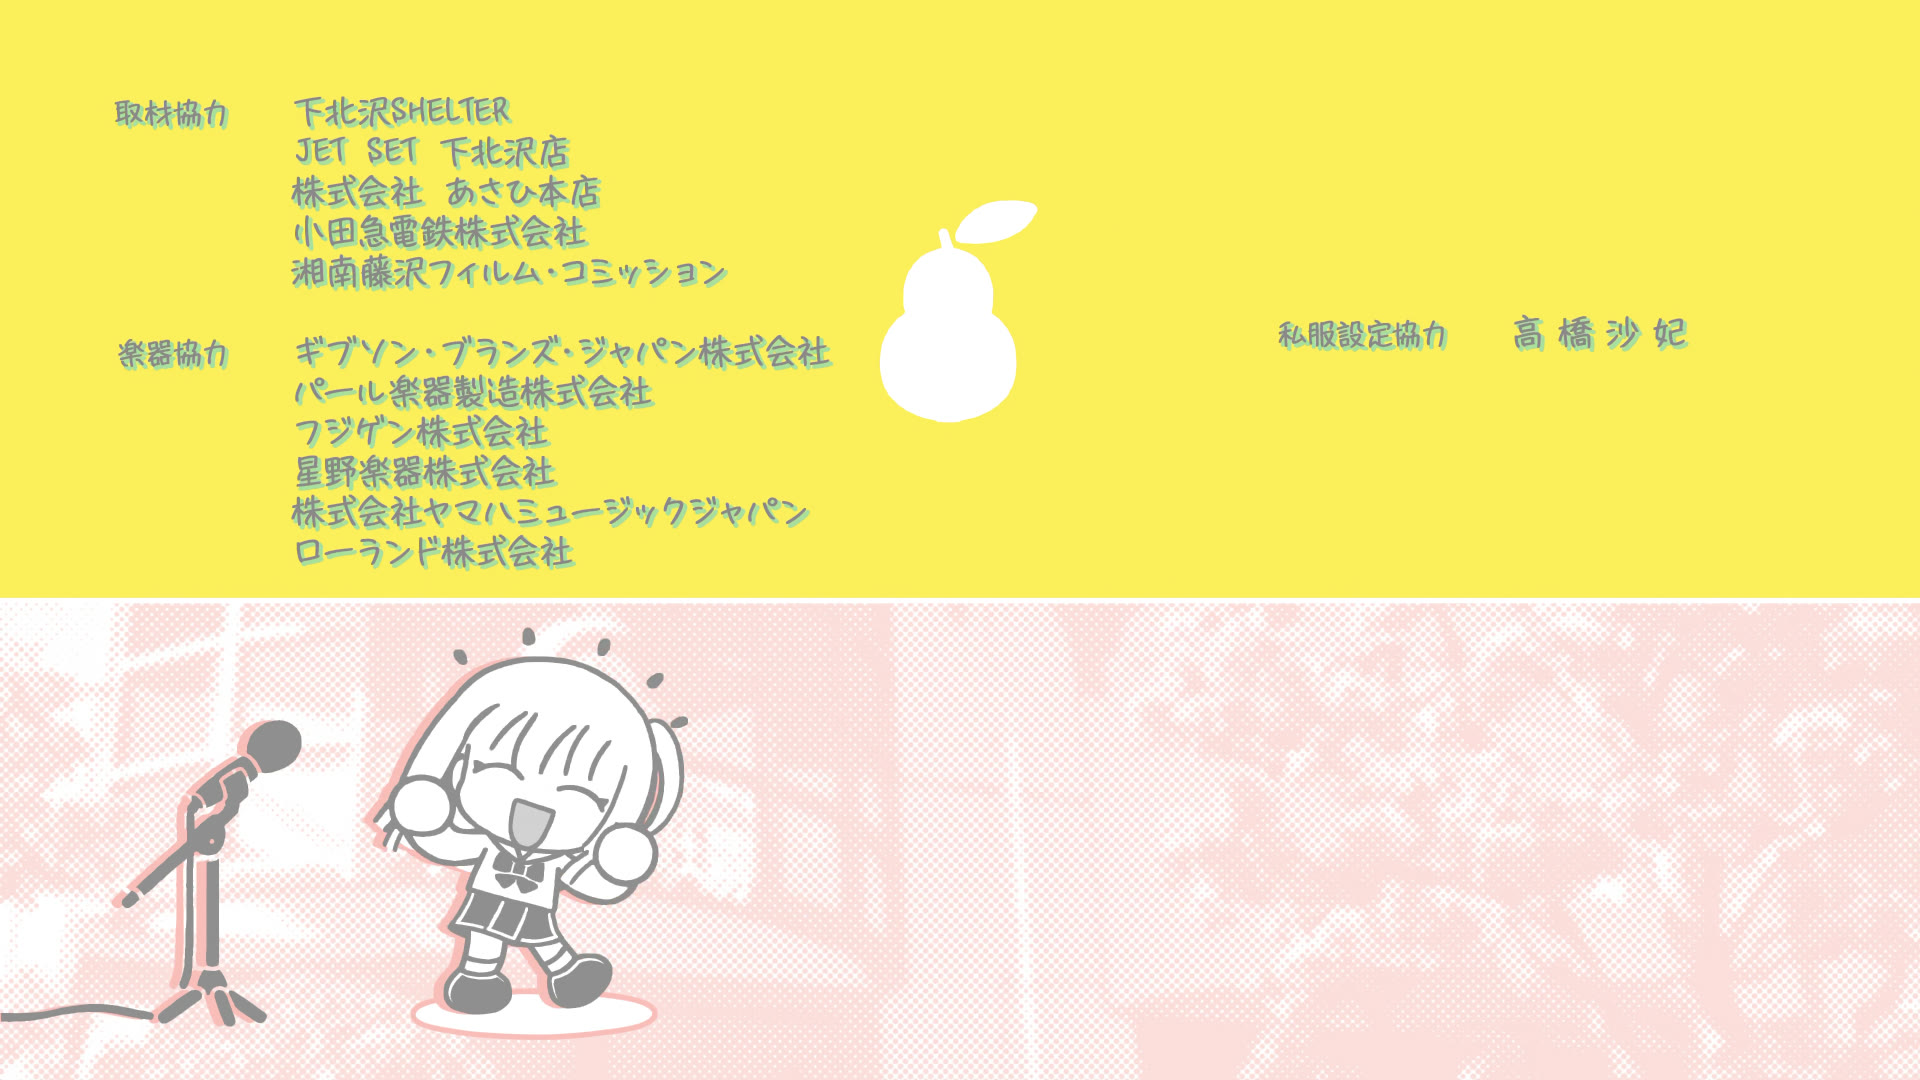 取材協力 下北沢SHELTER
JET SET 下北沢店
株式会社 あさひ本店
小田急電鉄株式会社
湘南藤沢フィルム・コミッション
楽器協力 ギブソン・ブランズ・ジャパン株式会社
パール楽器製造株式会社
フジゲン株式会社
星野楽器株式会社
株式会社ヤマハミュージックジャパン
ローランド株式会社
私服設定協力 高橋沙妃